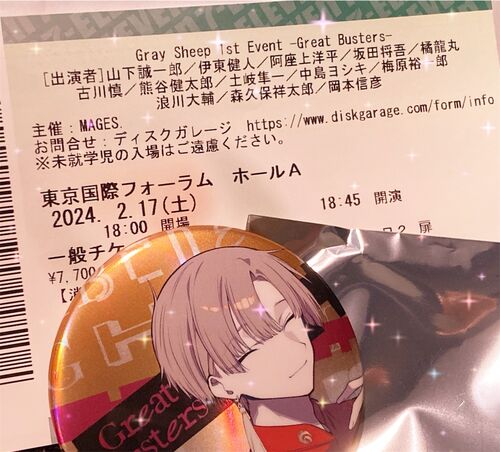 Gray Sheep 1st Event -Great Busters-
[出演者]山下誠一郎／伊東健人／阿座上洋平／坂田将吾／橘龍丸
古川慎／熊谷健太郎／土岐隼一／中島ヨシキ／梅原裕一郎
浪川大輔／森久保祥太郎／岡本信彦
主催：MAGES.
お問合せ：ディスクガレージ https://www.diskgarage.com/form/info
※未就学児の入場はご遠慮ください。
東京国際フォーラム ホールA
2024. 2.17(土) 18:45 開演
18:00 開場
一般チケ
¥7,700
Great
Busters